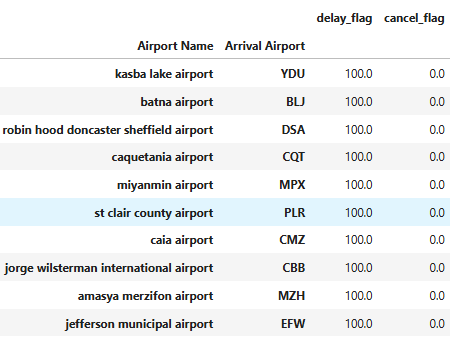 delay_flag cancel_flag
Airport Name Arrival Airport
kasba lake airport YDU 100.0 0.0
batna airport BLJ 100.0 0.0
robin hood doncaster sheffield airport DSA 100.0 0.0
caquetania airport CQT 100.0 0.0
miyanmin airport MPX 100.0 0.0
st clair county airport PLR 100.0 0.0
caia airport CMZ 100.0 0.0
jorge wilsterman international airport CBB 100.0 0.0
amasya merzifon airport MZH 100.0 0.0
jefferson municipal airport EFW 100.0 0.0